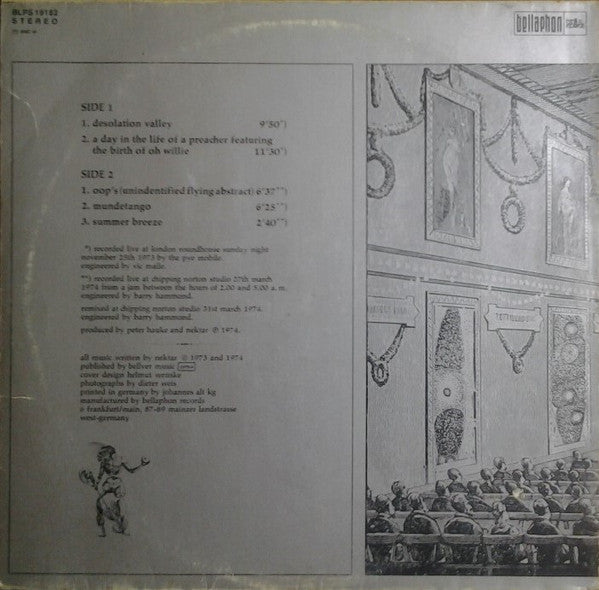 BLPS 19182
STEREO
bellaphon
SIDE 1
1. desolation valley 9'50*)
2. a day in the life of a preacher featuring
the birth of oh willie 11'30*)
SIDE 2
1. oop's (unindentified flying abstract) 6'37**)
2. mundetango 6'25**)
3. summer breeze 2'40**)
*) recorded live at london roundhouse sunday night
november 25th 1973 by the pye mobile.
engineered by vic maile.
**) recorded live at chipping norton studio 27th march
1974 from a jam between the hours of 2.00 and 5.00 a.m.
engineered by barry hammond.
remixed at chipping norton studio 31st march 1974.
engineered by barry hammond.
produced by peter hauke and nektar ℗ 1974.
all music written by nektar © 1973 and 1974
published by bellver music
cover design helmut wenske
photographs by dieter weis
printed in germany by johannes alt kg
manufactured by bellaphon records
frankfurt/main, 87-89 mainzer landstrasse
west-germany